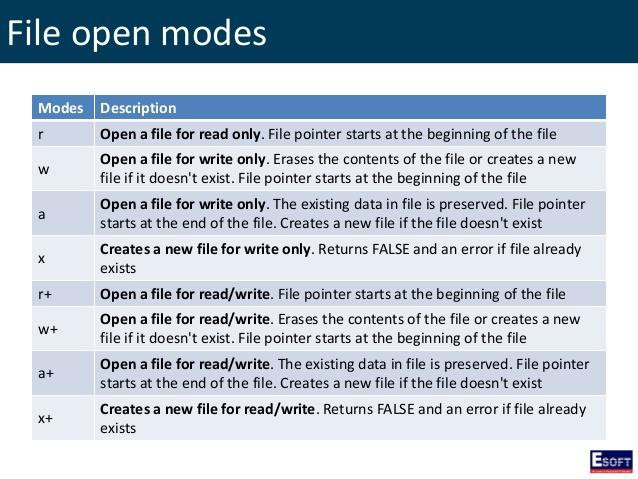 File open modes
Modes Description
r Open a file for read only. File pointer starts at the beginning of the file
w Open a file for write only. Erases the contents of the file or creates a new
file if it doesn't exist. File pointer starts at the beginning of the file
a Open a file for write only. The existing data in file is preserved. File pointer
starts at the end of the file. Creates a new file if the file doesn't exist
x Creates a new file for write only. Returns FALSE and an error if file already
exists
r+ Open a file for read/write. File pointer starts at the beginning of the file
w+ Open a file for read/write. Erases the contents of the file or creates a new
file if it doesn't exist. File pointer starts at the beginning of the file
a+ Open a file for read/write. The existing data in file is preserved. File pointer
starts at the end of the file. Creates a new file if the file doesn't exist
x+ Creates a new file for read/write. Returns FALSE and an error if file already
exists
ESOFT